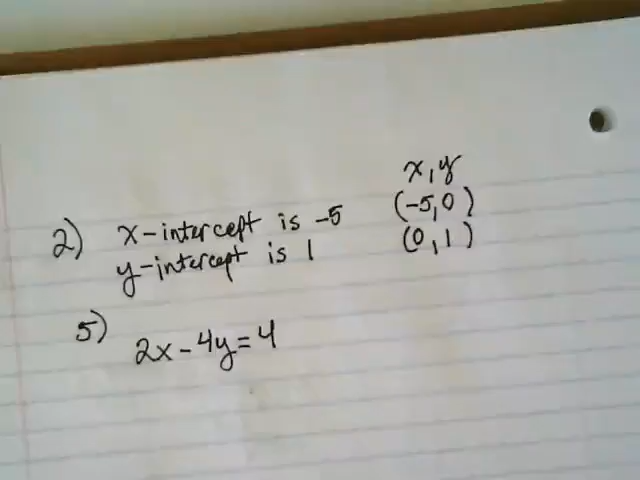 x,y
2) x-intercept is -5 (-5,0)
y-intercept is 1 (0,1)
5)
2x-4y=4